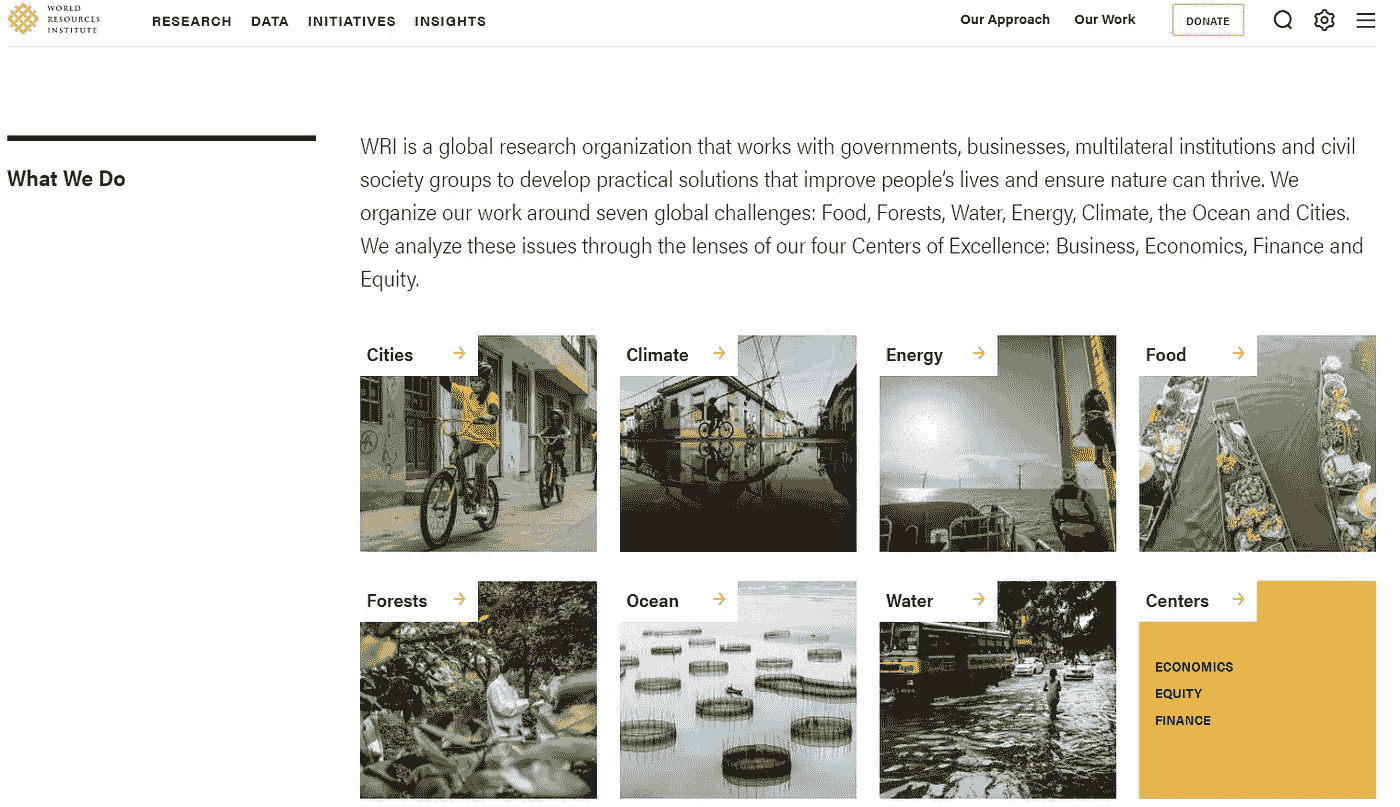 WORLD
RESOURCES
INSTITUTE
RESEARCH DATA INITIATIVES INSIGHTS
Our Approach Our Work DONATE
What We Do
WRI is a global research organization that works with governments, businesses, multilateral institutions and civil
society groups to develop practical solutions that improve people's lives and ensure nature can thrive. We
organize our work around seven global challenges: Food, Forests, Water, Energy, Climate, the Ocean and Cities.
We analyze these issues through the lenses of our four Centers of Excellence: Business, Economics, Finance and
Equity.
Cities
Climate
Energy
Food
Forests
Ocean
Water
Centers
ECONOMICS
EQUITY
FINANCE